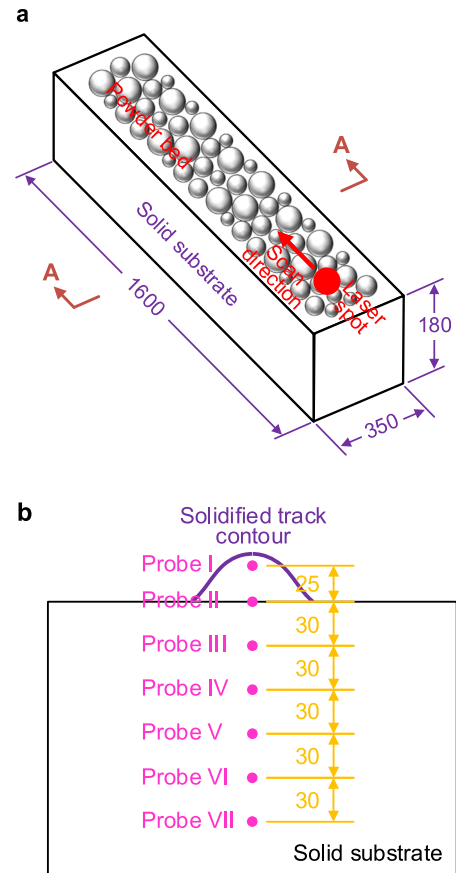 a
Powder bed
A
Solid substrate
Scan
direction
Laser
spot
A
1600
180
350
b
Solidified track
contour
Probe I
25
Probe II
30
Probe III
30
Probe IV
30
Probe V
30
Probe VI
30
Probe VII
Solid substrate